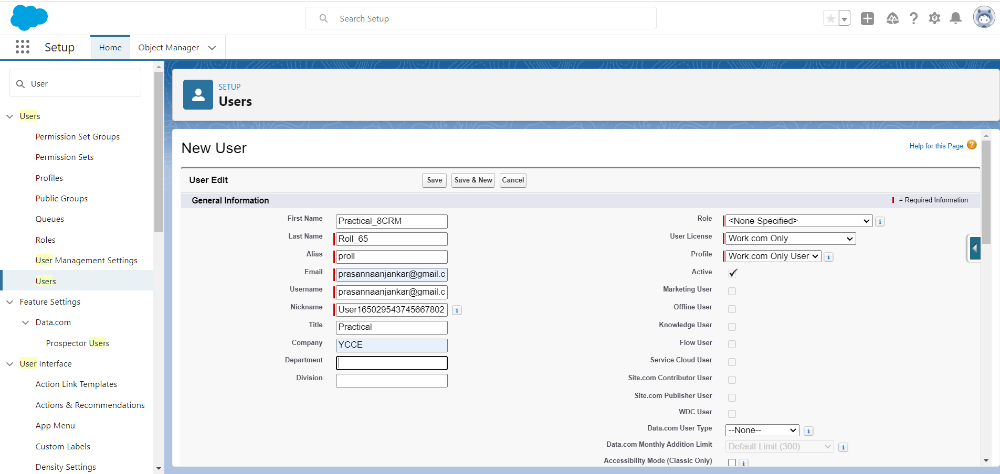 Search Setup
Setup
Home
Object Manager
User
Users
Permission Set Groups
Permission Sets
Profiles
Public Groups
Queues
Roles
User Management Settings
Users
Feature Settings
Data.com
Prospector Users
User Interface
Action Link Templates
Actions & Recommendations
App Menu
Custom Labels
Density Settings
SETUP
Users
New User
Help for this Page ?
User Edit
Save
Save & New
Cancel
General Information
= Required Information
First Name Practical_8CRM
Last Name Roll_65
Alias proll
Email prasannaanjankar@gmail.c
Username prasannaanjankar@gmail.c
Nickname User165029543745667802
Title Practical
Company YCCE
Department
Division
Role <None Specified>
User License Work.com Only
Profile Work.com Only User
Active
Marketing User
Offline User
Knowledge User
Flow User
Service Cloud User
Site.com Contributor User
Site.com Publisher User
WDC User
Data.com User Type --None--
Data.com Monthly Addition Limit Default Limit (300)
Accessibility Mode (Classic Only)